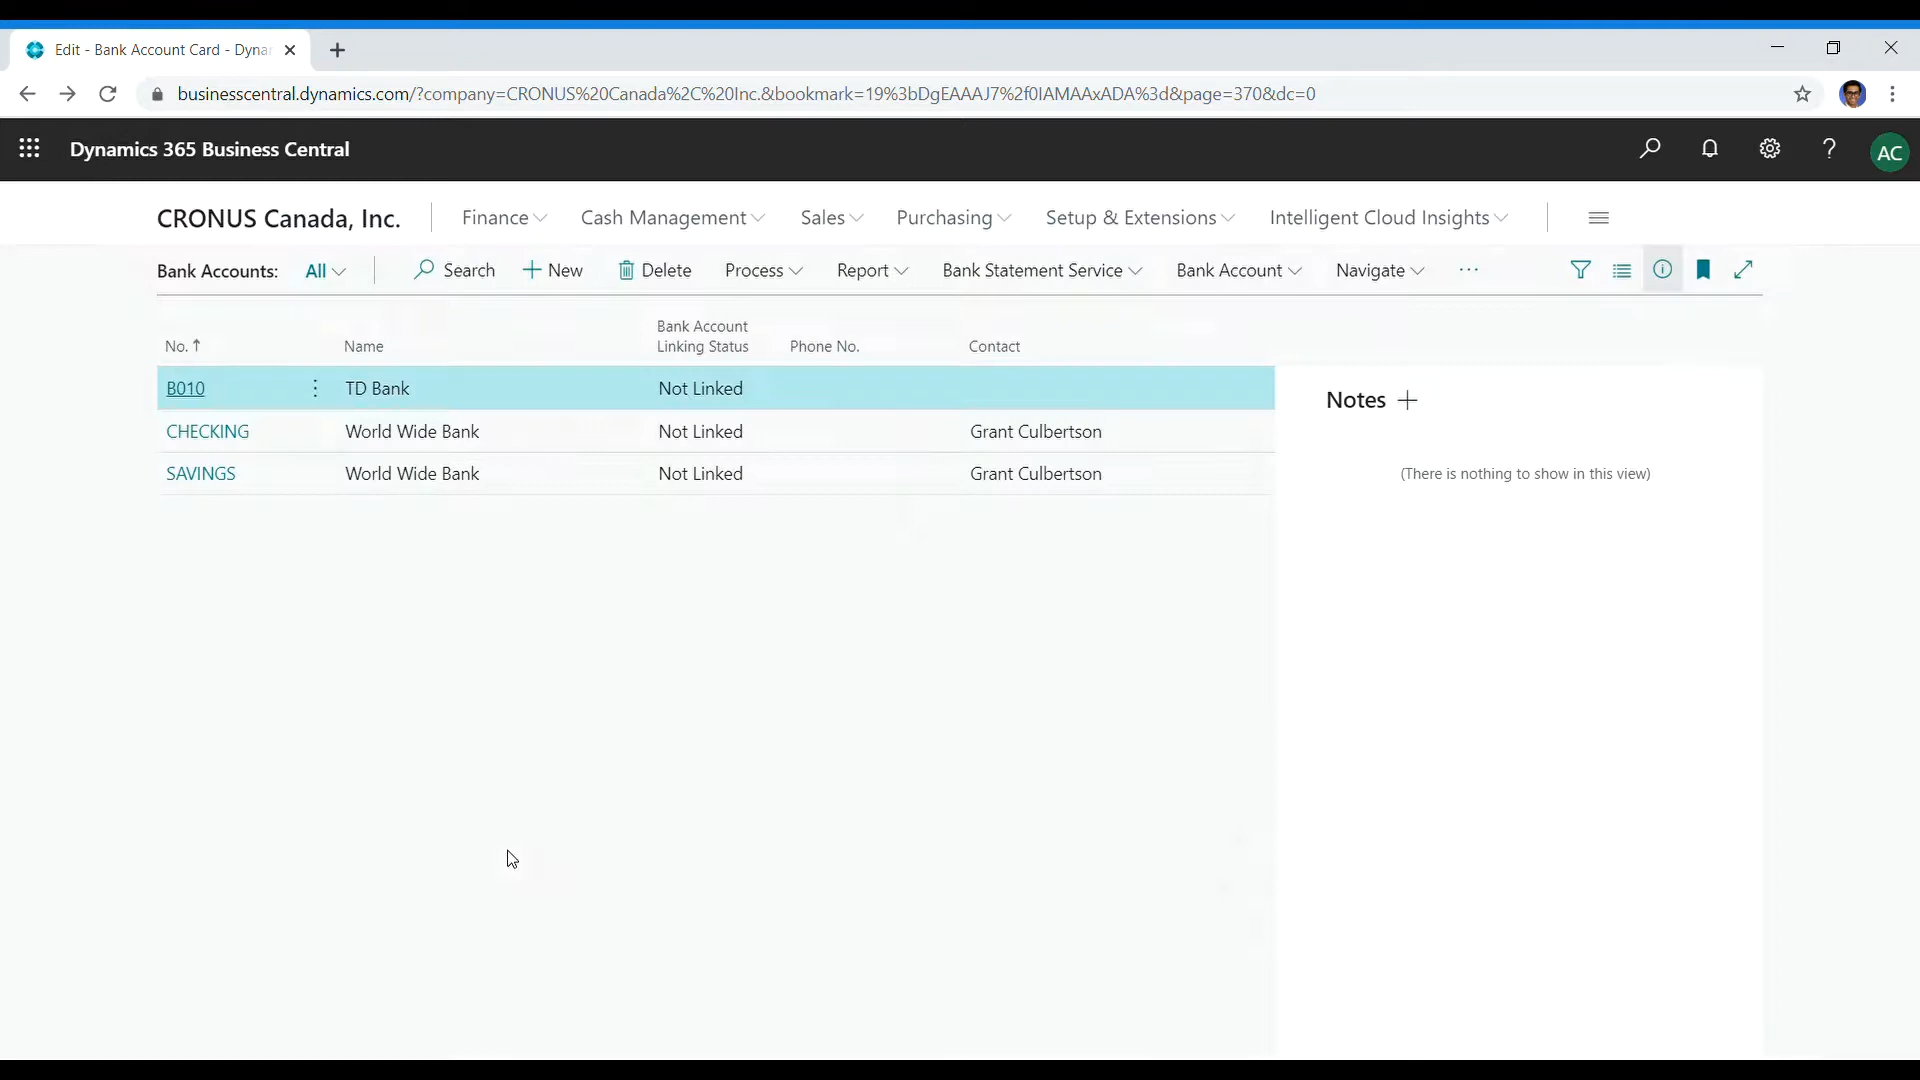 Edit - Bank Account Card - Dyna
businesscentral.dynamics.com/?company=CRONUS%20Canada%2C%20Inc.&bookmark=19%3bDgEAAAJ7%2f0IAMAAxADA%3d&page=370&dc=0
Dynamics 365 Business Central
? AC
CRONUS Canada, Inc. Finance Cash Management Sales Purchasing Setup & Extensions Intelligent Cloud Insights
Bank Accounts: All Search New Delete Process Report Bank Statement Service Bank Account Navigate ...
No. ↑ Name Bank Account Linking Status Phone No. Contact
B010 TD Bank Not Linked
CHECKING World Wide Bank Not Linked Grant Culbertson
SAVINGS World Wide Bank Not Linked Grant Culbertson
Notes
(There is nothing to show in this view)